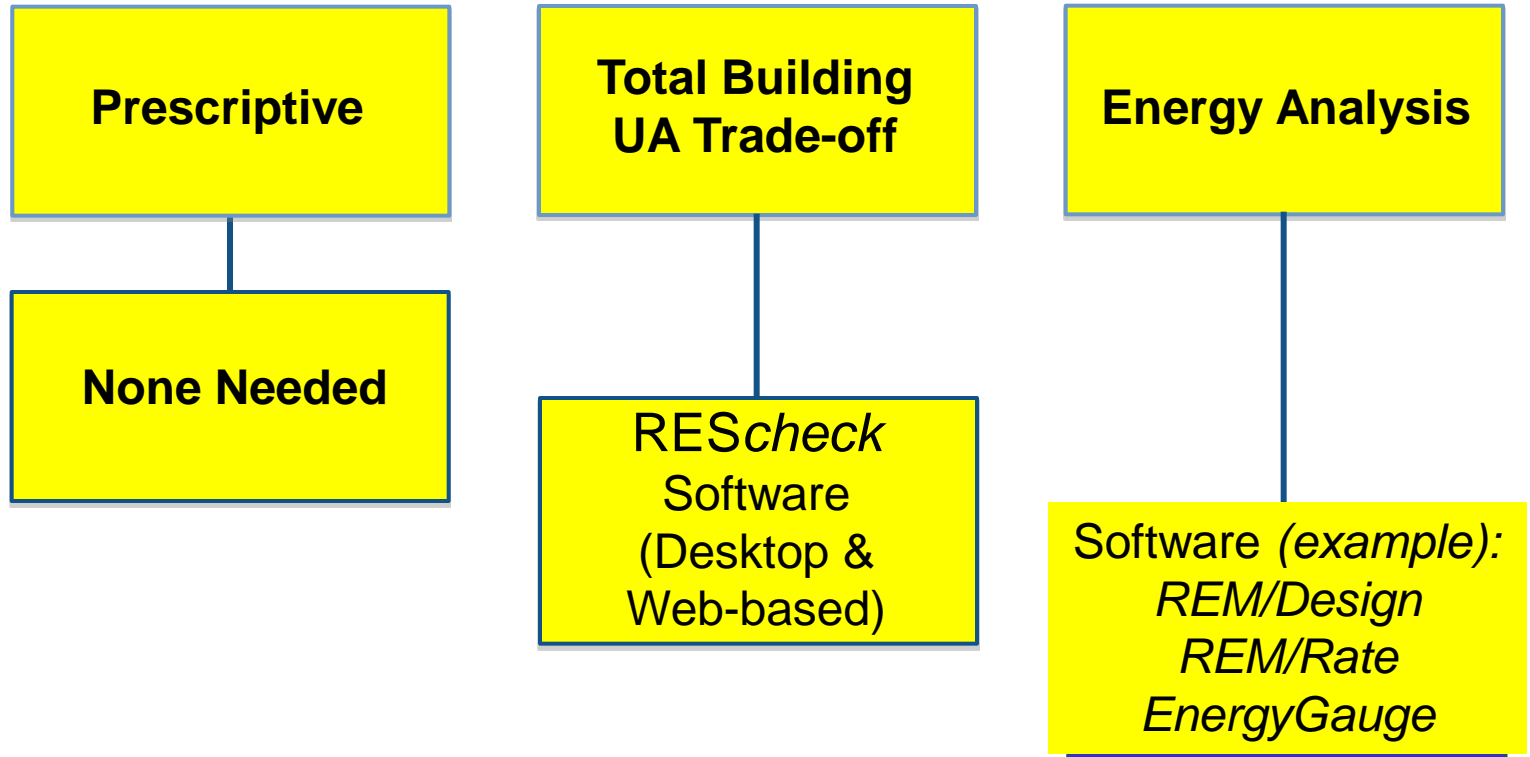 Prescriptive
None Needed
Total Building
UA Trade-off
REScheck
Software
(Desktop &
Web-based)
Energy Analysis
Software (example):
REM/Design
REM/Rate
EnergyGauge